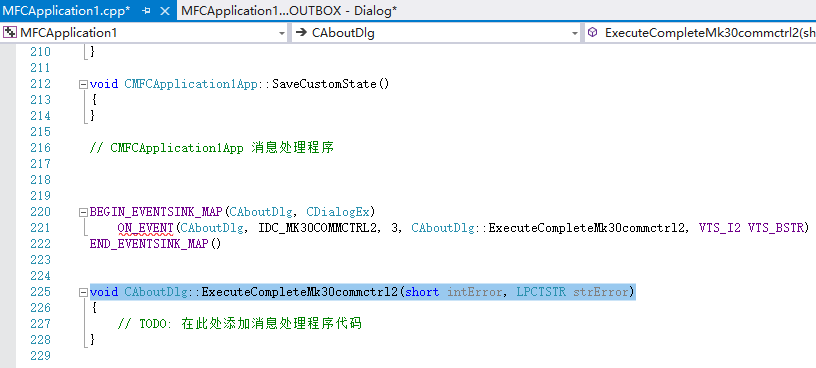 MFCApplication1.cpp* MFCApplication1...OUTBOX - Dialog*
MFCApplication1 CAboutDlg ExecuteCompleteMk30commctrl2(sh
210 }
211
212 void CMFCApplication1App::SaveCustomState()
213 {
214 }
215
216 // CMFCApplication1App 消息处理程序
217
218
219
220 BEGIN_EVENTSINK_MAP(CAboutDlg, CDialogEx)
221 ON_EVENT(CAboutDlg, IDC_MK30COMMCTRL2, 3, CAboutDlg::ExecuteCompleteMk30commctrl2, VTS_I2 VTS_BSTR)
222 END_EVENTSINK_MAP()
223
224
225 void CAboutDlg::ExecuteCompleteMk30commctrl2(short intError, LPCTSTR strError)
226 {
227 // TODO: 在此处添加消息处理程序代码
228 }
229